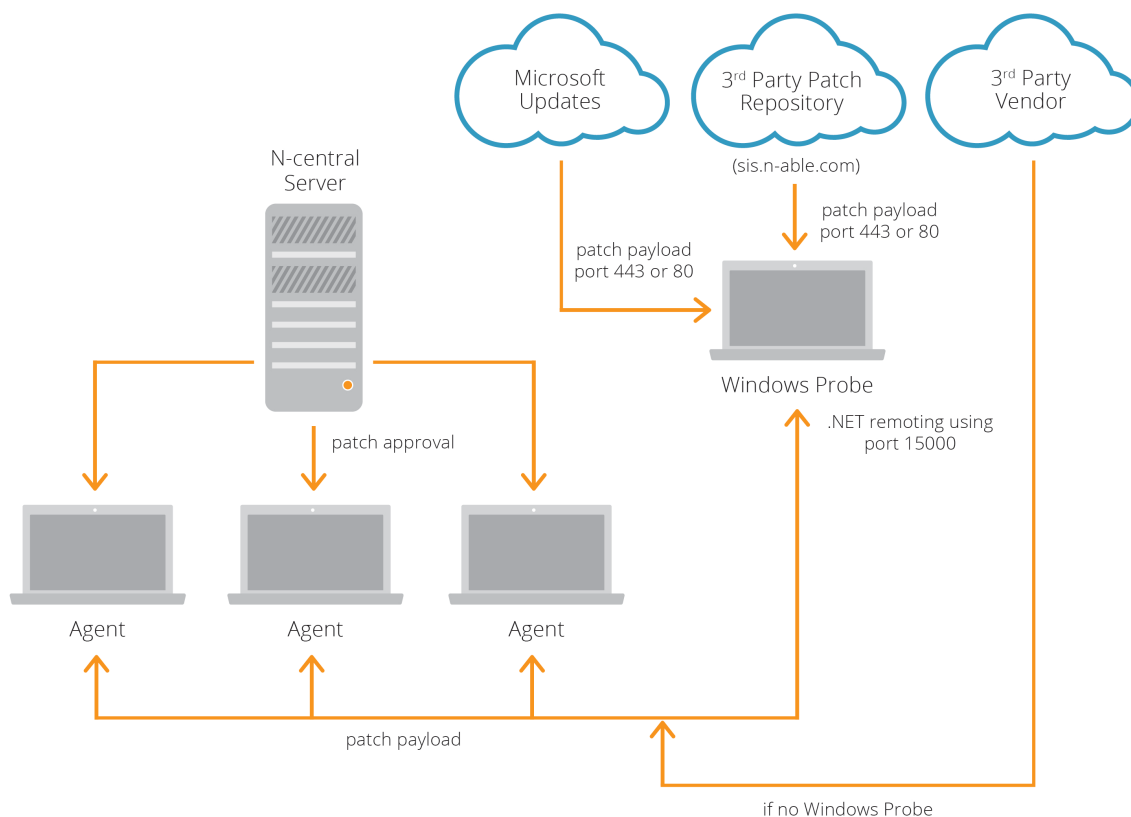 Microsoft
Updates
3rd Party Patch
Repository
3rd Party
Vendor
(sis.n-able.com)
N-central
Server
patch payload
port 443 or 80
patch payload
port 443 or 80
Windows Probe
.NET remoting using
port 15000
patch approval
Agent
Agent
Agent
patch payload
if no Windows Probe